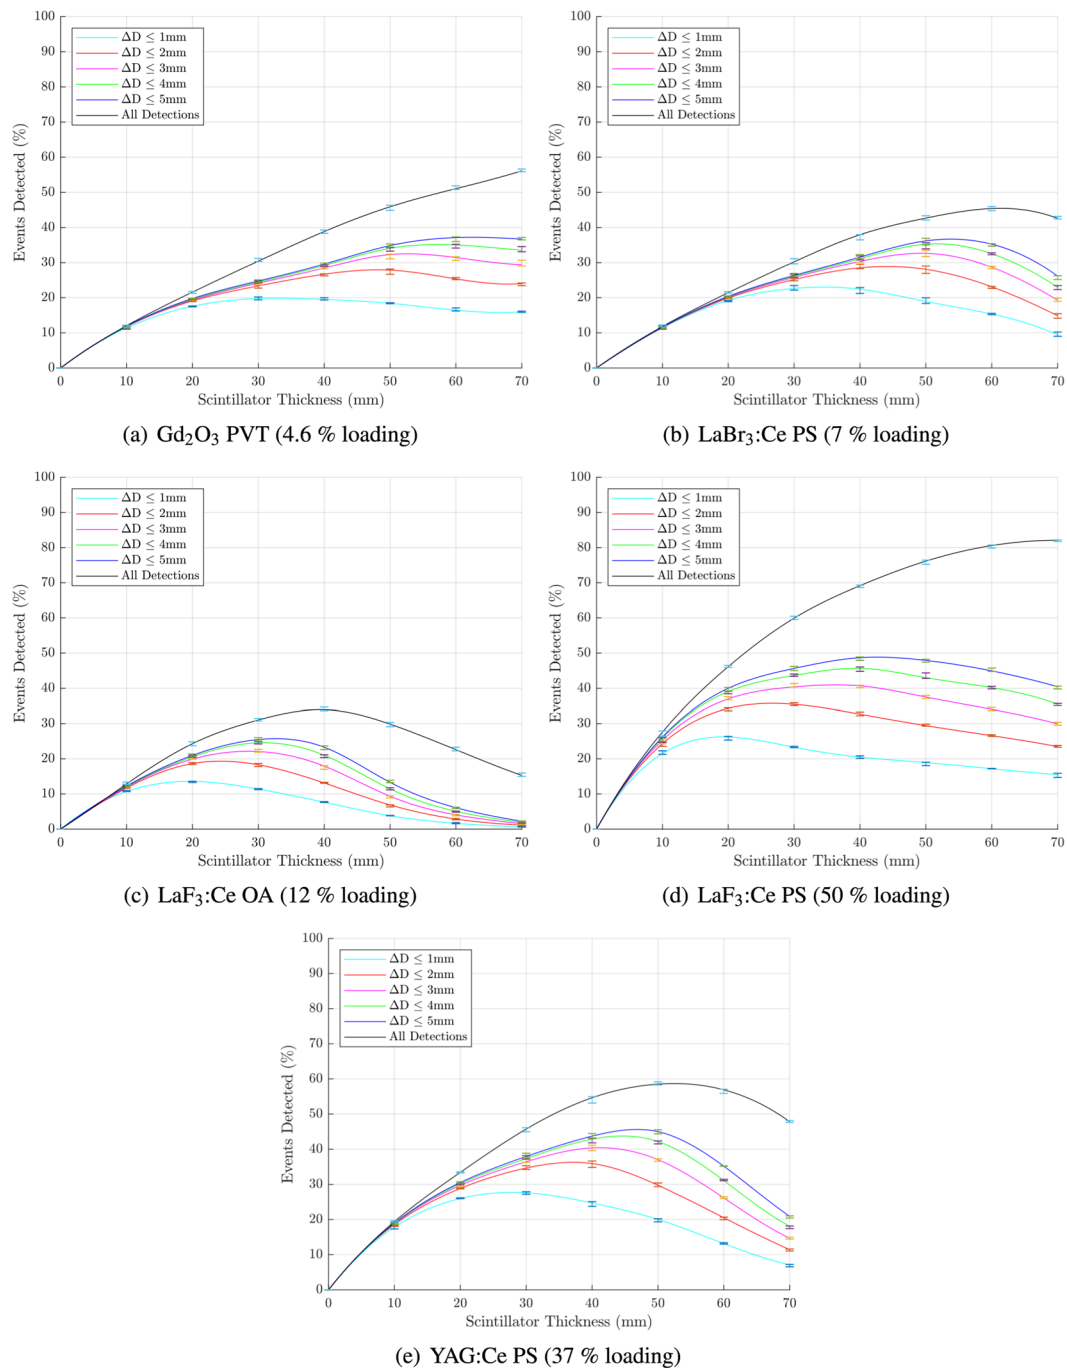 100
90
80
70
60
50
40
30
20
10
0
Events Detected (%)
ΔD ≤ 1mm
ΔD ≤ 2mm
ΔD ≤ 3mm
ΔD ≤ 4mm
ΔD ≤ 5mm
All Detections
0 10 20 30 40 50 60 70
Scintillator Thickness (mm)
(a) Gd₂O₃ PVT (4.6 % loading)
100
90
80
70
60
50
40
30
20
10
0
Events Detected (%)
ΔD ≤ 1mm
ΔD ≤ 2mm
ΔD ≤ 3mm
ΔD ≤ 4mm
ΔD ≤ 5mm
All Detections
0 10 20 30 40 50 60 70
Scintillator Thickness (mm)
(b) LaBr₃:Ce PS (7 % loading)
100
90
80
70
60
50
40
30
20
10
0
Events Detected (%)
ΔD ≤ 1mm
ΔD ≤ 2mm
ΔD ≤ 3mm
ΔD ≤ 4mm
ΔD ≤ 5mm
All Detections
0 10 20 30 40 50 60 70
Scintillator Thickness (mm)
(c) LaF₃:Ce OA (12 % loading)
100
90
80
70
60
50
40
30
20
10
0
Events Detected (%)
ΔD ≤ 1mm
ΔD ≤ 2mm
ΔD ≤ 3mm
ΔD ≤ 4mm
ΔD ≤ 5mm
All Detections
0 10 20 30 40 50 60 70
Scintillator Thickness (mm)
(d) LaF₃:Ce PS (50 % loading)
100
90
80
70
60
50
40
30
20
10
0
Events Detected (%)
ΔD ≤ 1mm
ΔD ≤ 2mm
ΔD ≤ 3mm
ΔD ≤ 4mm
ΔD ≤ 5mm
All Detections
0 10 20 30 40 50 60 70
Scintillator Thickness (mm)
(e) YAG:Ce PS (37 % loading)